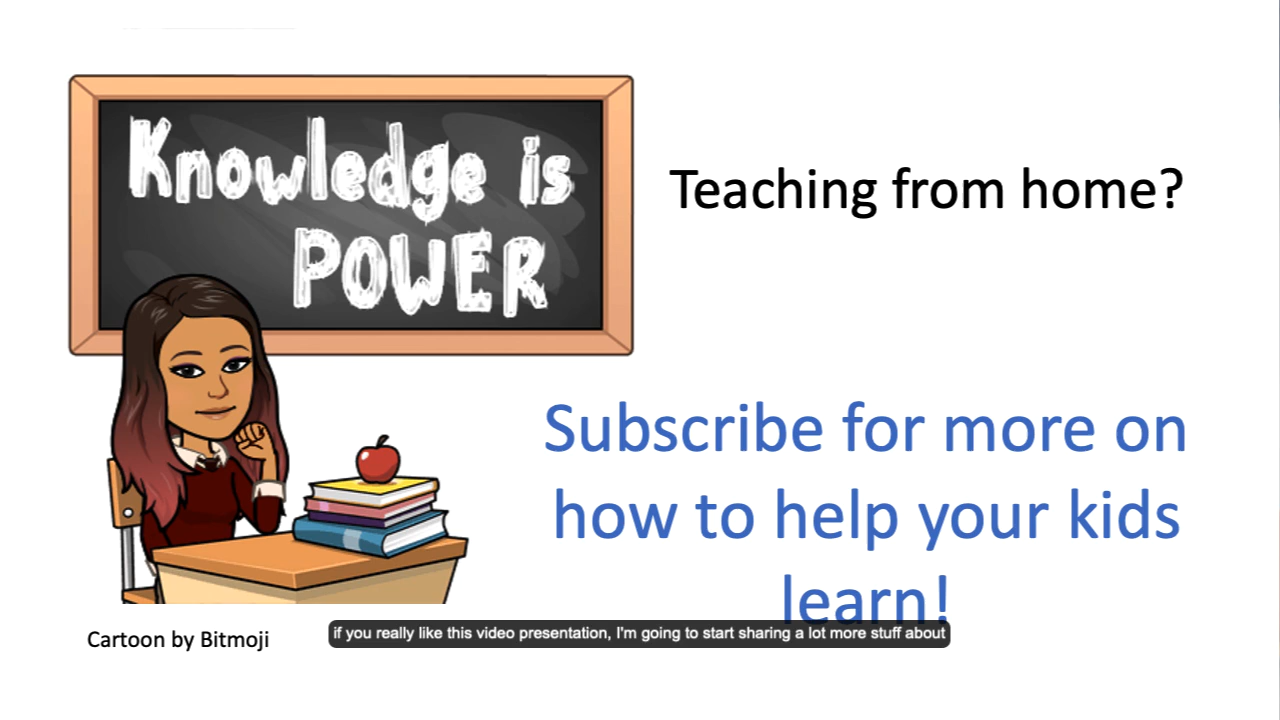 Knowledge is
POWER
Teaching from home?
Subscribe for more on
how to help your kids
learn!
Cartoon by Bitmoji
if you really like this video presentation, I'm going to start sharing a lot more stuff about